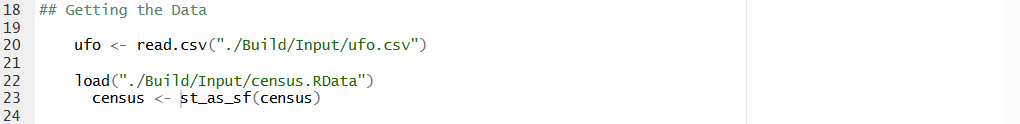 18 ## Getting the Data
19
20 ufo <- read.csv("./Build/Input/ufo.csv")
21
22 load("./Build/Input/census.RData")
23 census <- st_as_sf(census)
24